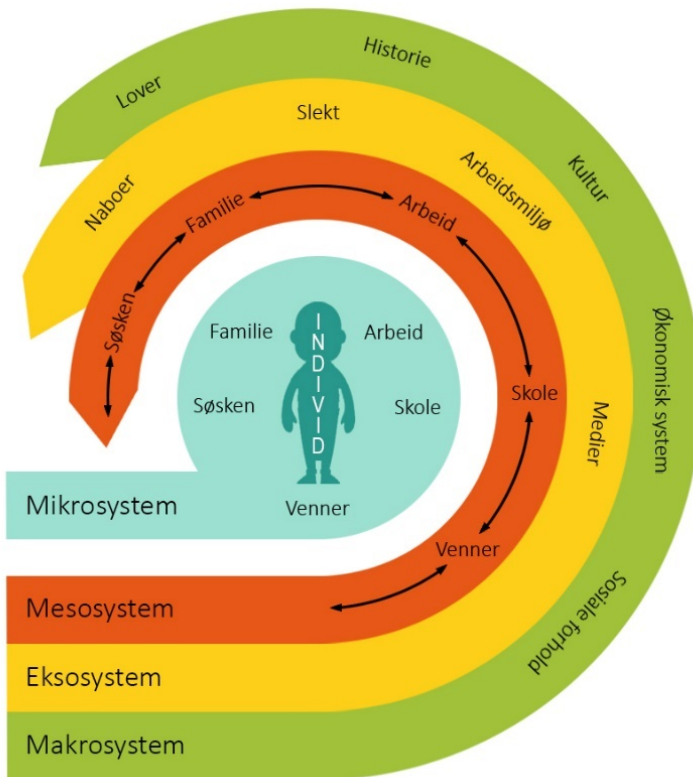 Lover
Historie
Kultur
Økonomisk system
Sosiale forhold
Naboer
Slekt
Arbeidsmiljø
Medier
Søsken
Familie
Arbeid
Skole
Venner
Familie
Arbeid
Søsken
Skole
Venner
INDIVID
Mikrosystem
Mesosystem
Eksosystem
Makrosystem